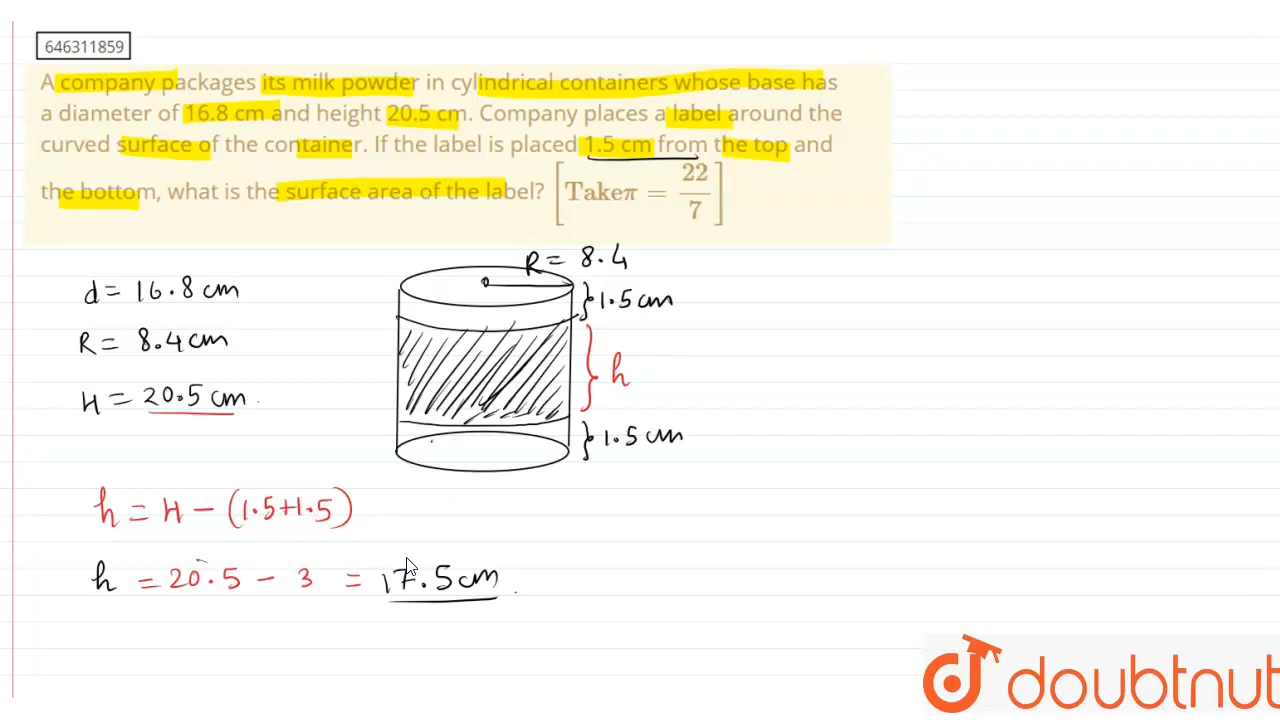 646311859
A company packages its milk powder in cylindrical containers whose base has
a diameter of 16.8 cm and height 20.5 cm. Company places a label around the
curved surface of the container. If the label is placed 1.5 cm from the top and
the bottom, what is the surface area of the label? [Takeπ = 22/7]
R = 8.4
d = 16.8 cm
1.5 cm
R = 8.4 cm
h
H = 20.5 cm.
1.5 cm
h = H - (1.5+1.5)
h = 20.5 - 3 = 17.5 cm.
doubtnut